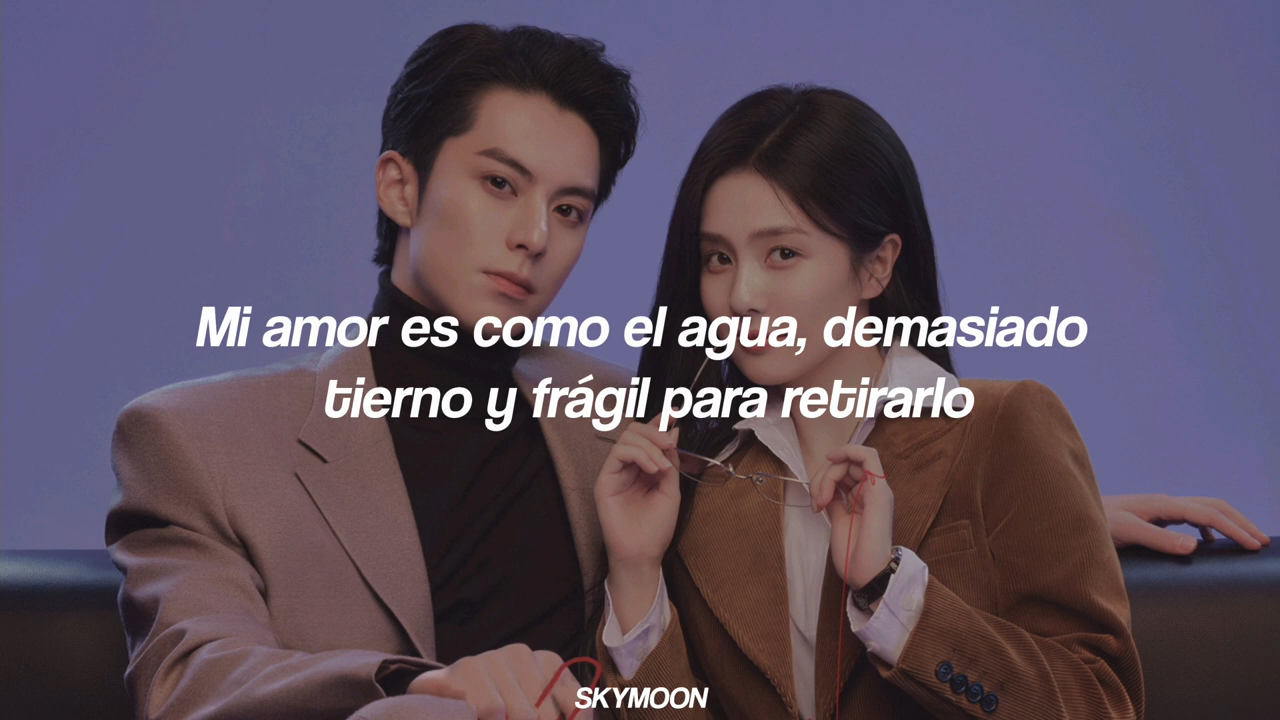 Mi amor es como el agua, demasiado
tierno y frágil para retirarlo
SKYMOON